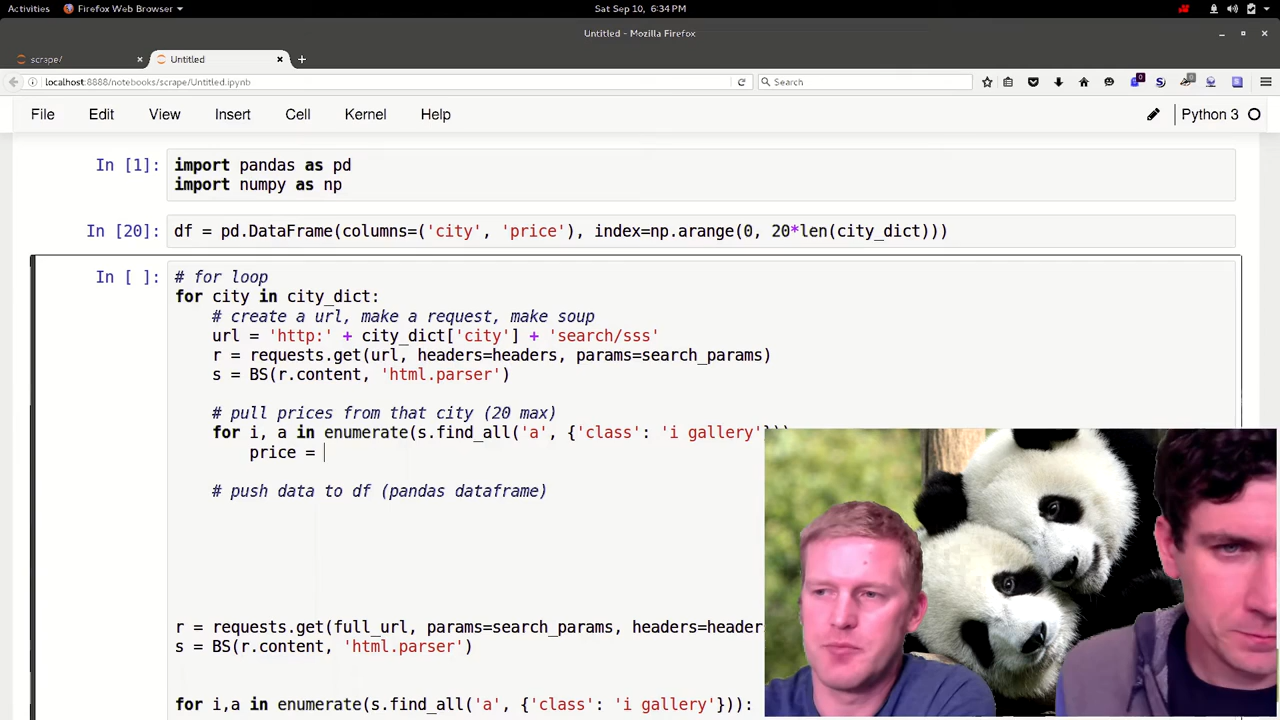 Activities Firefox Web Browser Sat Sep 10, 6:34 PM
Untitled - Mozilla Firefox
scrape/ Untitled
localhost:8888/notebooks/scrape/Untitled.ipynb Search 0 0
File Edit View Insert Cell Kernel Help Python 3
In [1]: import pandas as pd
import numpy as np
In [20]: df = pd.DataFrame(columns=('city', 'price'), index=np.arange(0, 20*len(city_dict)))
In [ ]: # for loop
for city in city_dict:
# create a url, make a request, make soup
url = 'http:' + city_dict['city'] + 'search/sss'
r = requests.get(url, headers=headers, params=search_params)
s = BS(r.content, 'html.parser')
# pull prices from that city (20 max)
for i, a in enumerate(s.find_all('a', {'class': 'i gallery'}))
price =
# push data to df (pandas dataframe)
r = requests.get(full_url, params=search_params, headers=header
s = BS(r.content, 'html.parser')
for i,a in enumerate(s.find_all('a', {'class': 'i gallery'})):